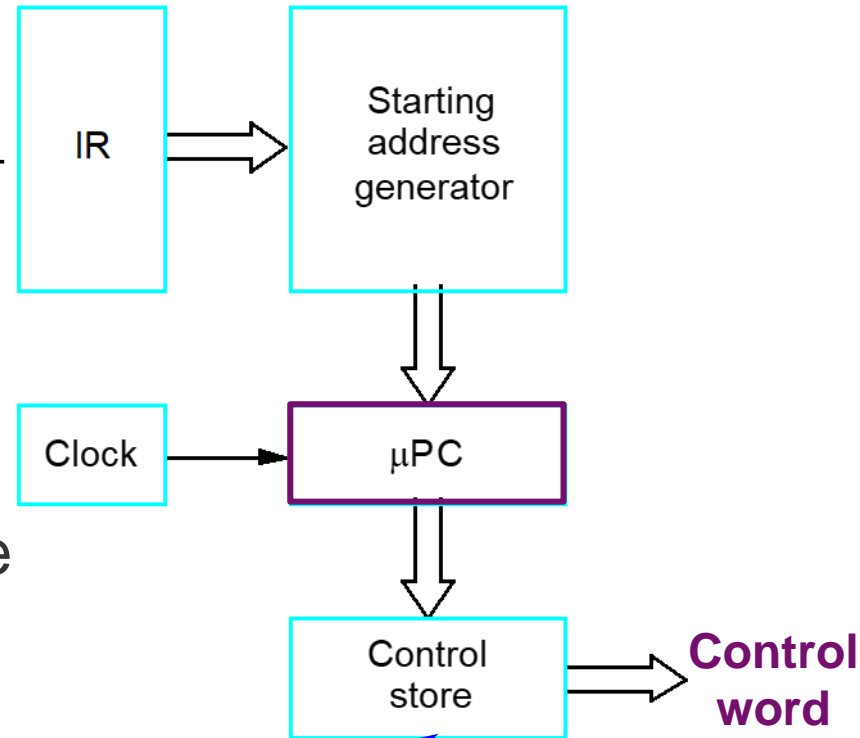 IR
Starting
address
generator
Clock
μPC
e
Control
store
Control
word